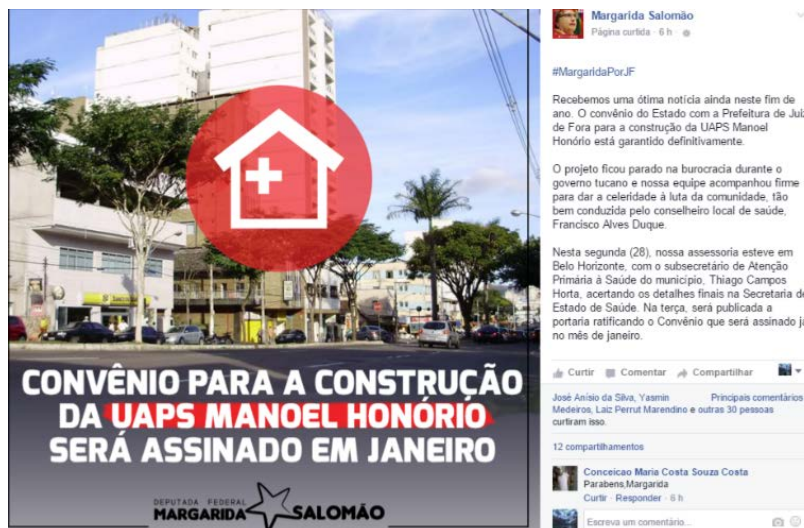 CONVÊNIO PARA A CONSTRUÇÃO
DA UAPS MANOEL HONÓRIO
SERÁ ASSINADO EM JANEIRO
DEPUTADA FEDERAL
MARGARIDA SALOMÃO
Margarida Salomão
Página curtida · 6 h ·
#MargaridaPorJF
Recebemos uma ótima notícia ainda neste fim de
ano. O convênio do Estado com a Prefeitura de Juiz
de Fora para a construção da UAPS Manoel
Honório está garantido definitivamente.
O projeto ficou parado na burocracia durante o
governo tucano e nossa equipe acompanhou firme
para dar a celeridade à luta da comunidade, tão
bem conduzida pelo conselheiro local de saúde,
Francisco Alves Duque.
Nesta segunda (28), nossa assessoria esteve em
Belo Horizonte, com o subsecretário de Atenção
Primária à Saúde do município, Thiago Campos
Horta, acertando os detalhes finais na Secretaria de
Estado de Saúde. Na terça, será publicada a
portaria ratificando o Convênio que será assinado já
no mês de janeiro.
Curtir Comentar Compartilhar
José Anísio da Silva, Yasmin Principais comentários
Medeiros, Laiz Perrut Marendino e outras 30 pessoas
curtiram isso.
12 compartilhamentos
Conceicao Maria Costa Souza Costa
Parabens,Margarida
Curtir · Responder · 6 h
Escreva um comentário...